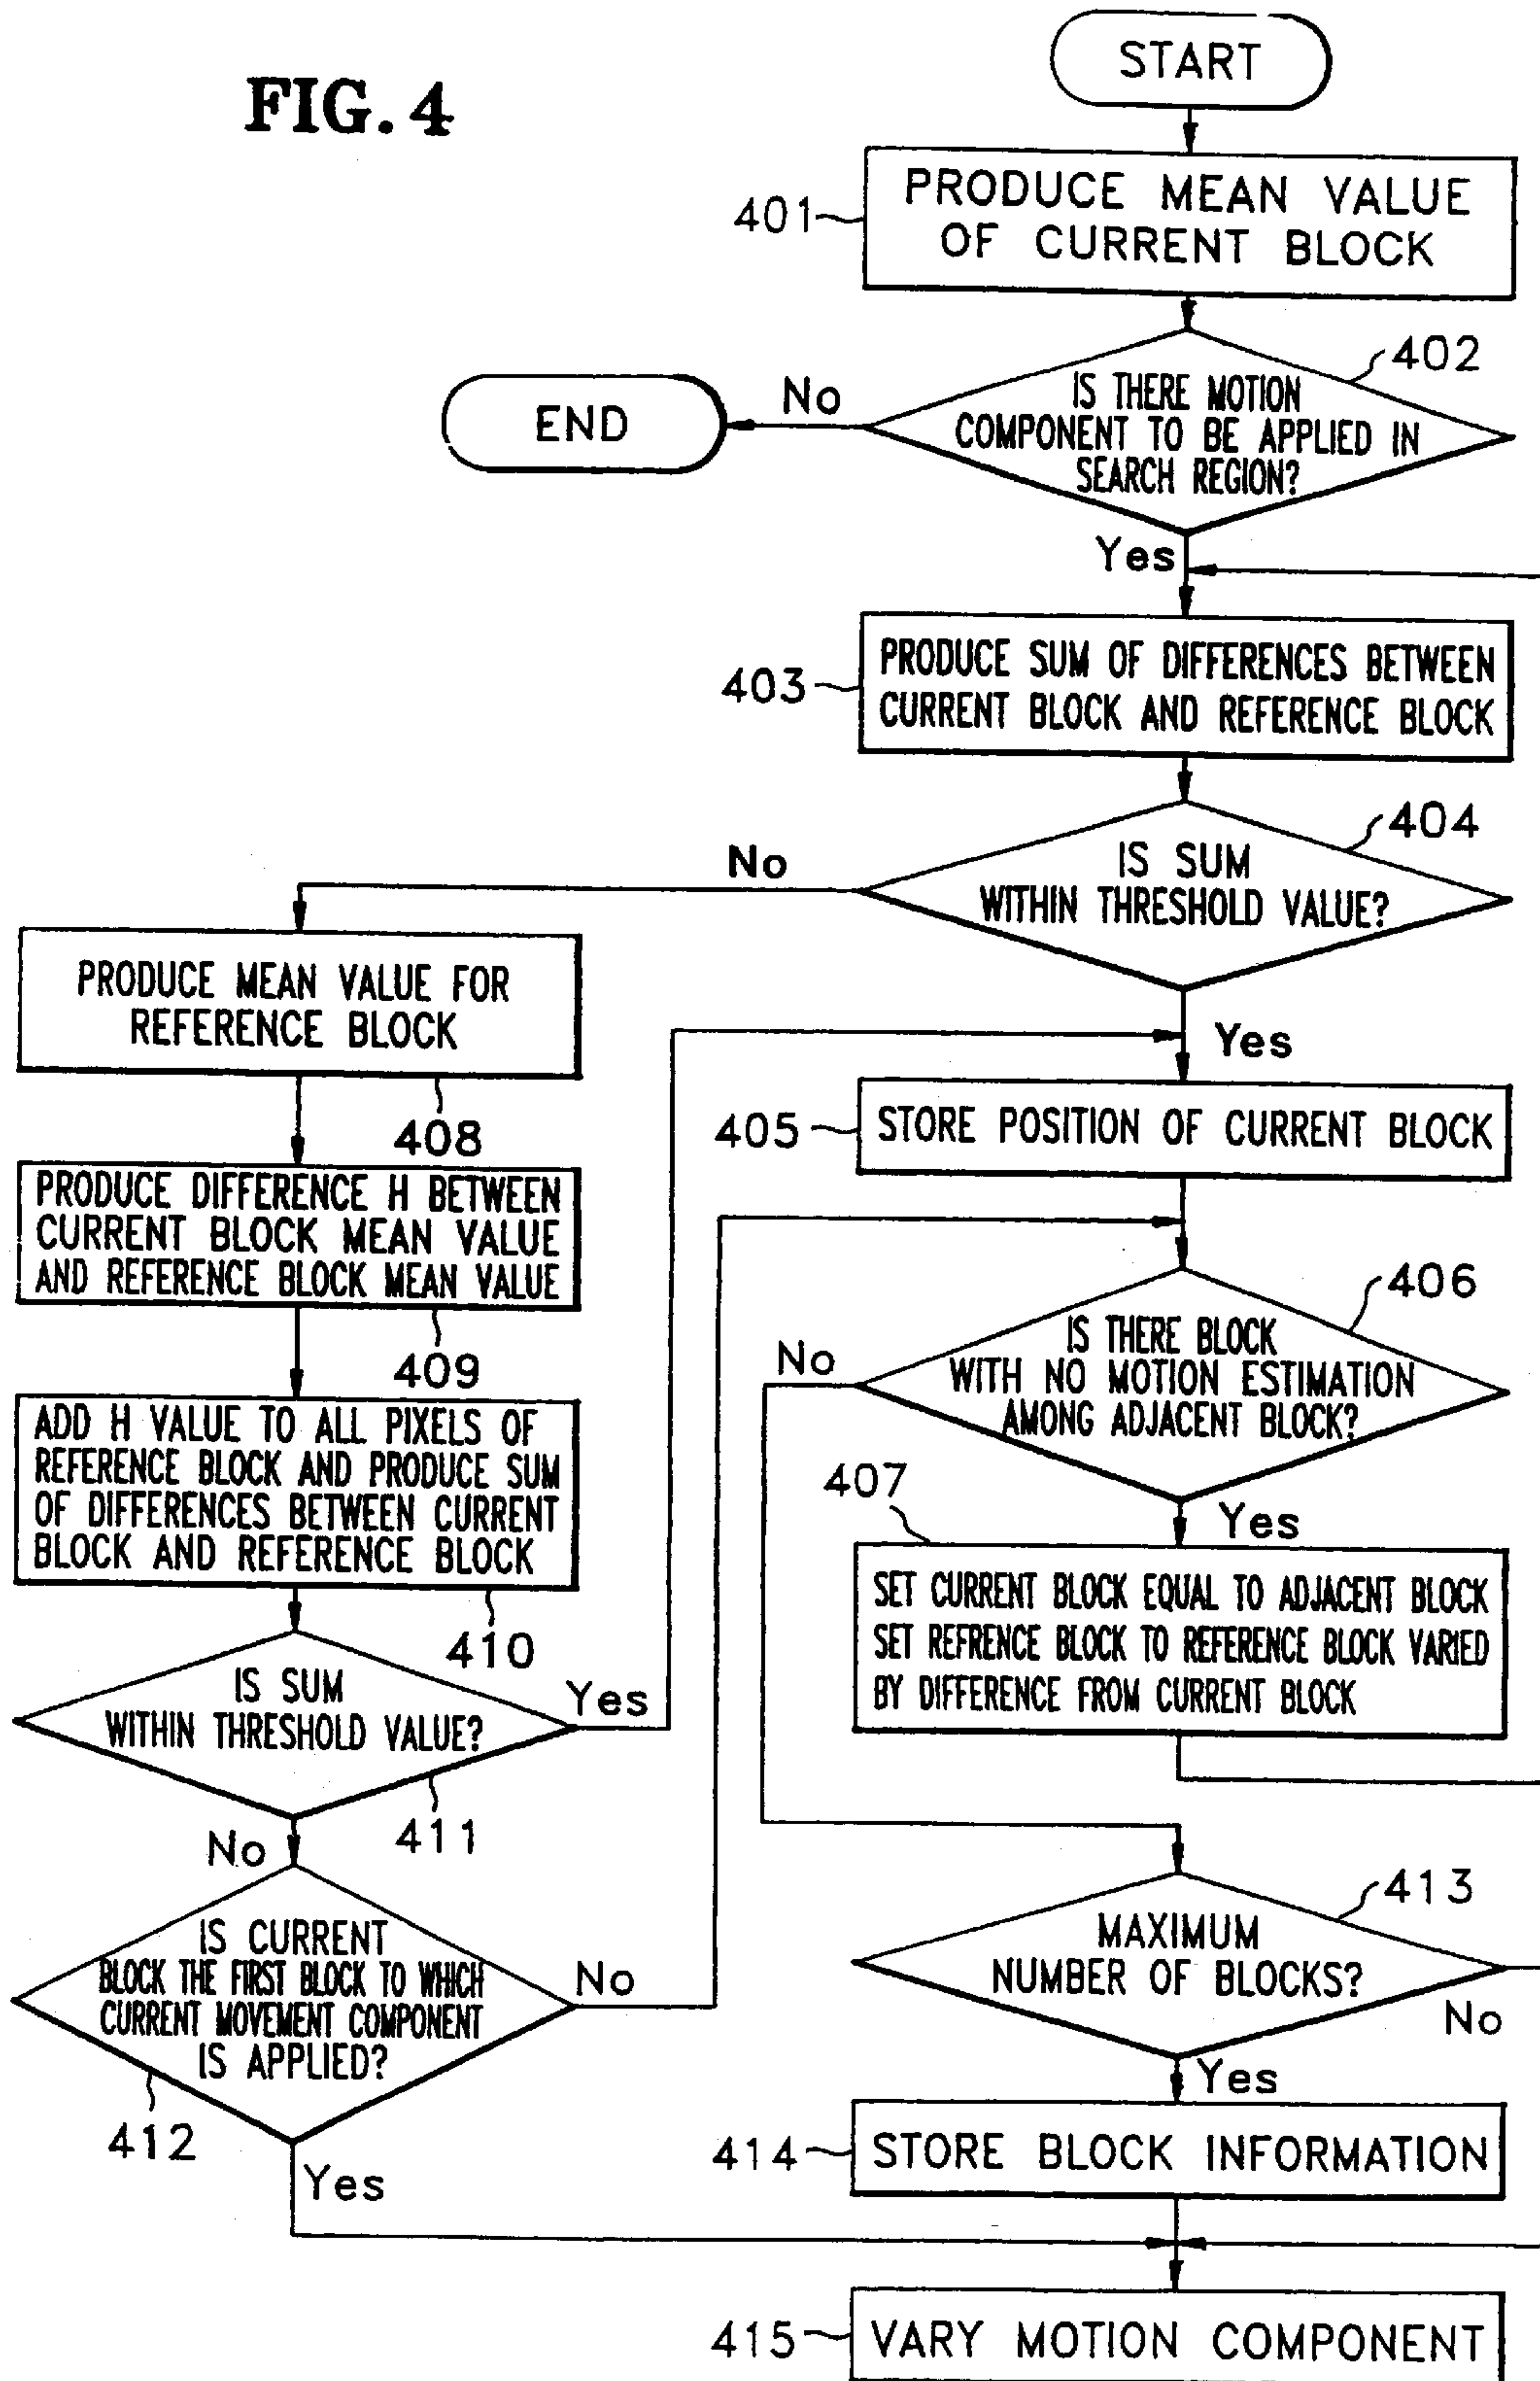 FIG. 4
START
401
PRODUCE MEAN VALUE
OF CURRENT BLOCK
402
IS THERE MOTION
COMPONENT TO BE APPLIED IN
SEARCH REGION?
No
END
Yes
403
PRODUCE SUM OF DIFFERENCES BETWEEN
CURRENT BLOCK AND REFERENCE BLOCK
404
IS SUM
WITHIN THRESHOLD VALUE?
No
Yes
PRODUCE MEAN VALUE FOR
REFERENCE BLOCK
408
405
STORE POSITION OF CURRENT BLOCK
PRODUCE DIFFERENCE H BETWEEN
CURRENT BLOCK MEAN VALUE
AND REFERENCE BLOCK MEAN VALUE
409
406
IS THERE BLOCK
WITH NO MOTION ESTIMATION
AMONG ADJACENT BLOCK?
No
Yes
ADD H VALUE TO ALL PIXELS OF
REFERENCE BLOCK AND PRODUCE SUM
OF DIFFERENCES BETWEEN CURRENT
BLOCK AND REFERENCE BLOCK
410
407
SET CURRENT BLOCK EQUAL TO ADJACENT BLOCK
SET REFRENCE BLOCK TO REFERENCE BLOCK VARIED
BY DIFFERENCE FROM CURRENT BLOCK
IS SUM
WITHIN THRESHOLD VALUE?
Yes
411
No
IS CURRENT
BLOCK THE FIRST BLOCK TO WHICH
CURRENT MOVEMENT COMPONENT
IS APPLIED?
No
412
Yes
413
MAXIMUM
NUMBER OF BLOCKS?
No
Yes
414
STORE BLOCK INFORMATION
415
VARY MOTION COMPONENT